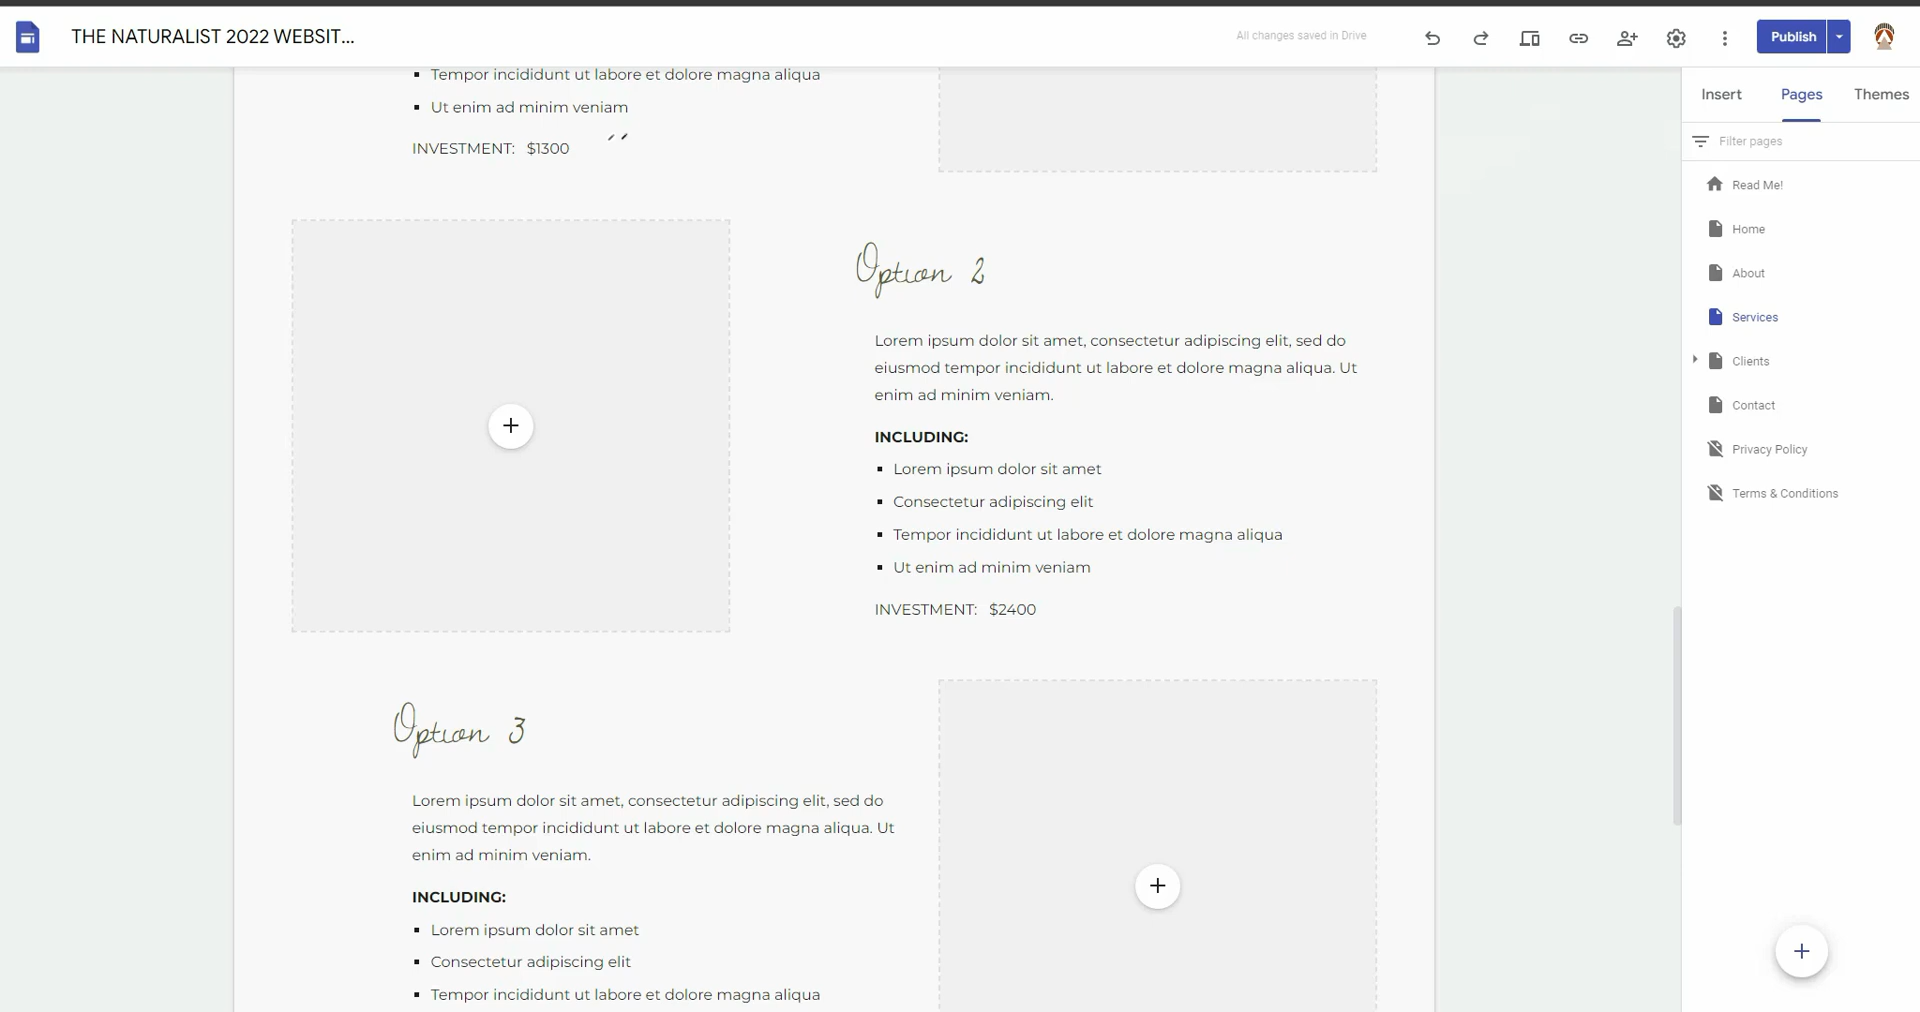 THE NATURALIST 2022 WEBSIT...
All changes saved in Drive
Publish
Insert
Pages
Themes
Filter pages
Read Me!
Home
About
Services
Clients
Contact
Privacy Policy
Terms & Conditions
Tempor incididunt ut labore et dolore magna aliqua
Ut enim ad minim veniam
INVESTMENT: $1300
Option 2
Lorem ipsum dolor sit amet, consectetur adipiscing elit, sed do
eiusmod tempor incididunt ut labore et dolore magna aliqua. Ut
enim ad minim veniam.
INCLUDING:
Lorem ipsum dolor sit amet
Consectetur adipiscing elit
Tempor incididunt ut labore et dolore magna aliqua
Ut enim ad minim veniam
INVESTMENT: $2400
Option 3
Lorem ipsum dolor sit amet, consectetur adipiscing elit, sed do
eiusmod tempor incididunt ut labore et dolore magna aliqua. Ut
enim ad minim veniam.
INCLUDING:
Lorem ipsum dolor sit amet
Consectetur adipiscing elit
Tempor incididunt ut labore et dolore magna aliqua